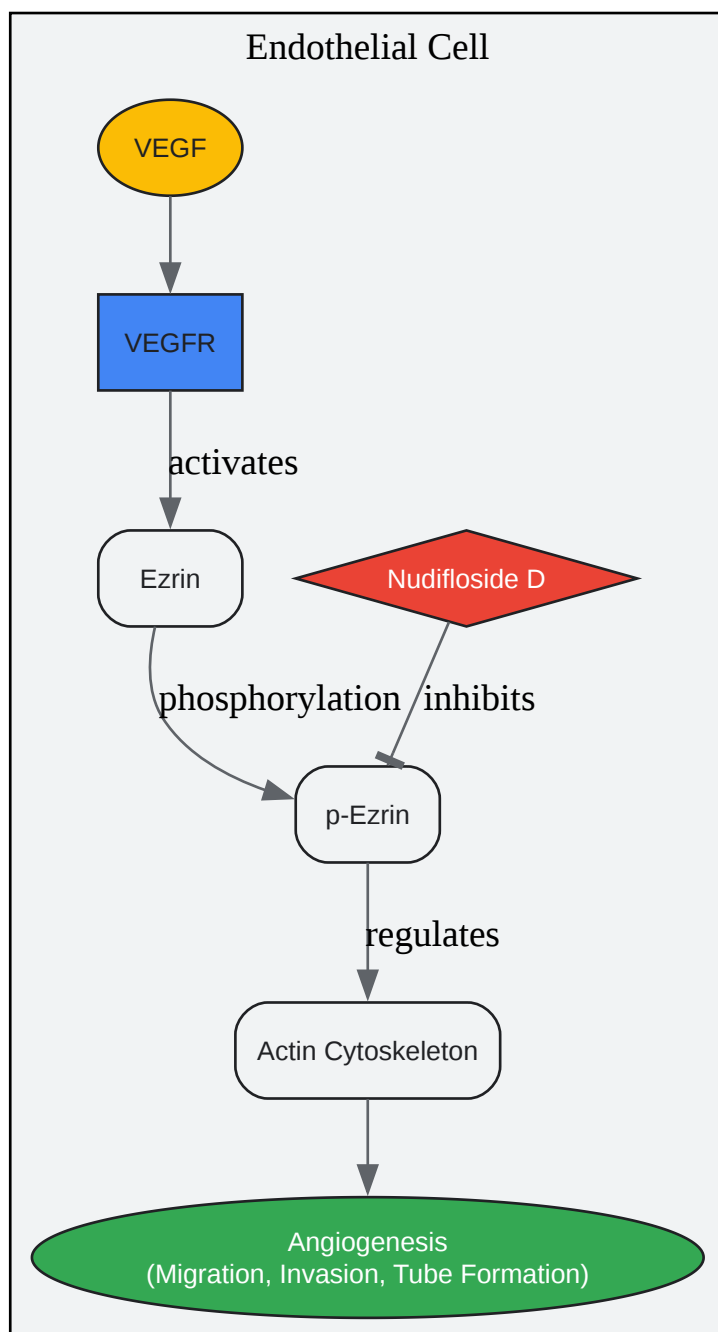 Endothelial Cell
VEGF
VEGFR
activates
Ezrin
Nudifloside D
phosphorylation
inhibits
p-Ezrin
regulates
Actin Cytoskeleton
Angiogenesis
(Migration, Invasion, Tube Formation)